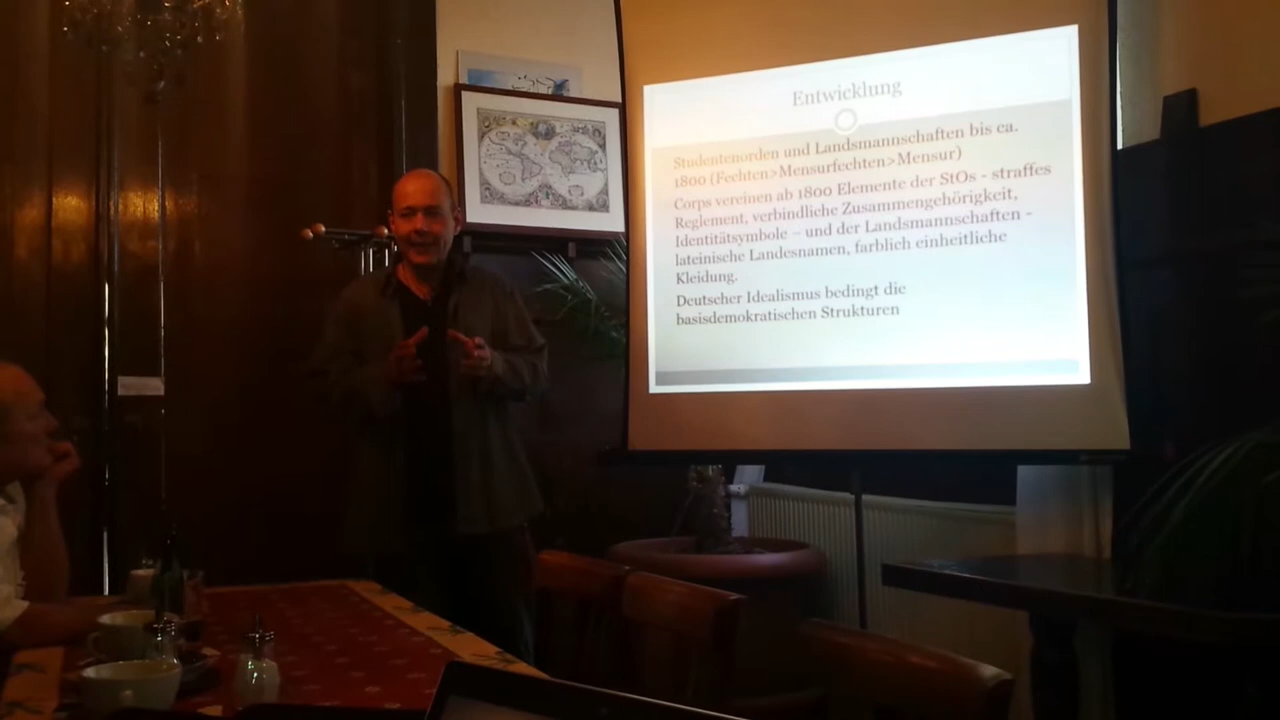 Entwicklung
Studentenorden und Landsmannschaften bis ca.
1800 (Fechten>Mensurfechten>Mensur)
Corps vereinen ab 1800 Elemente der StOs - straffes
Reglement, verbindliche Zusammengehörigkeit,
Identitätsymbole – und der Landsmannschaften -
lateinische Landesnamen, farblich einheitliche
Kleidung.
Deutscher Idealismus bedingt die
basisdemokratischen Strukturen